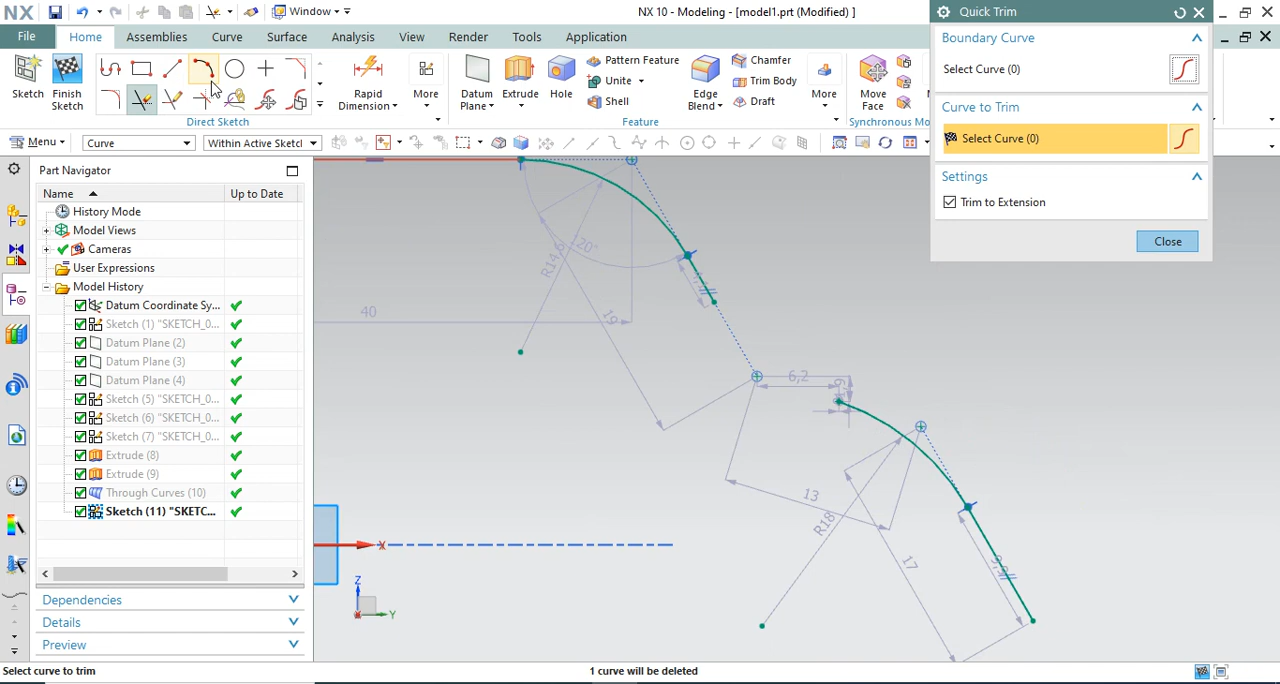 NX
Window
NX 10 - Modeling - [model1.prt (Modified) ]
Quick Trim
File
Home
Assemblies
Curve
Surface
Analysis
View
Render
Tools
Application
Boundary Curve
Select Curve (0)
Sketch
Finish Sketch
Rapid Dimension
More
Datum Plane
Extrude
Hole
Pattern Feature
Unite
Shell
Edge Blend
Chamfer
Trim Body
Draft
More
Move Face
Direct Sketch
Feature
Synchronous Mo
Curve to Trim
Select Curve (0)
Menu
Curve
Within Active Sketcl
Part Navigator
Settings
Name
Up to Date
Trim to Extension
History Mode
Model Views
Close
Cameras
User Expressions
Model History
Datum Coordinate Sy...
Sketch (1) "SKETCH_0...
Datum Plane (2)
Datum Plane (3)
Datum Plane (4)
Sketch (5) "SKETCH_0...
Sketch (6) "SKETCH_0...
Sketch (7) "SKETCH_0...
Extrude (8)
Extrude (9)
Through Curves (10)
Sketch (11) "SKETC...
Dependencies
Details
Preview
120°
R14,6
40
19
6,2
13
R18
17
X
Z
X
Y
Select curve to trim
1 curve will be deleted